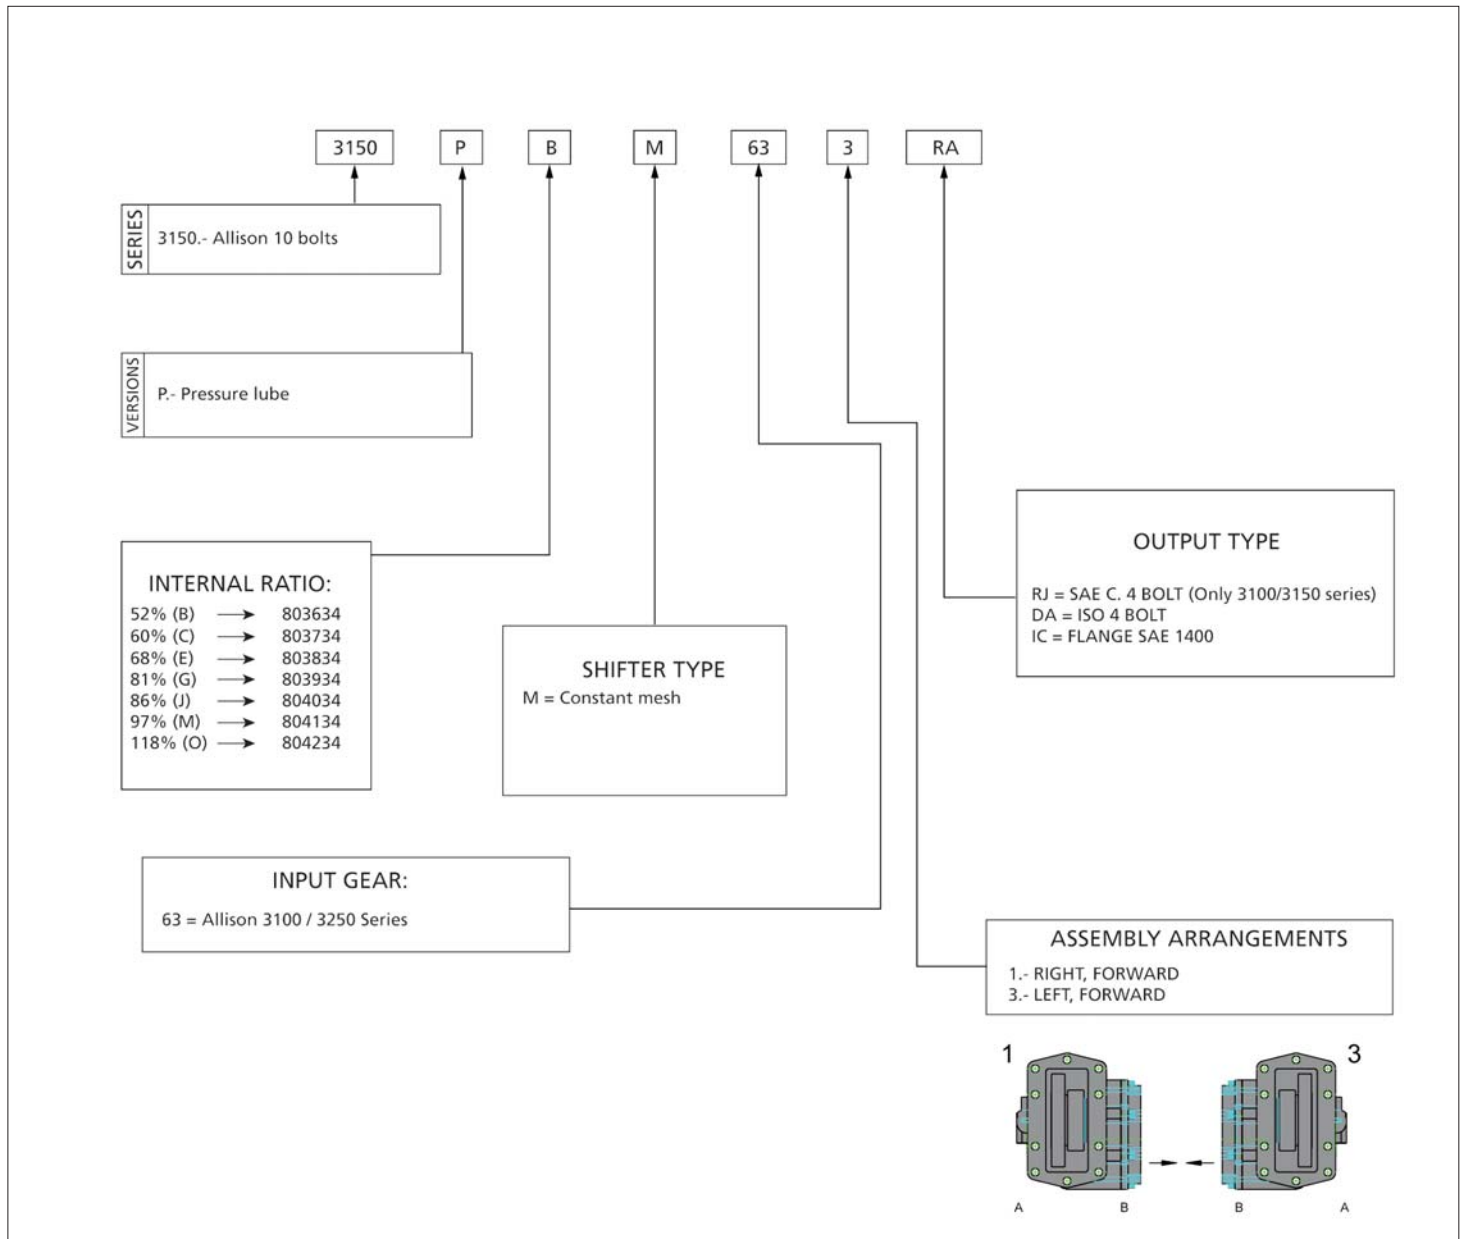 3150 P B M 63 3 RA
SERIES
3150.- Allison 10 bolts
VERSIONS
P.- Pressure lube
INTERNAL RATIO:
52% (B) → 803634
60% (C) → 803734
68% (E) → 803834
81% (G) → 803934
86% (J) → 804034
97% (M) → 804134
118% (O) → 804234
SHIFTER TYPE
M = Constant mesh
OUTPUT TYPE
RJ = SAE C. 4 BOLT (Only 3100/3150 series)
DA = ISO 4 BOLT
IC = FLANGE SAE 1400
INPUT GEAR:
63 = Allison 3100 / 3250 Series
ASSEMBLY ARRANGEMENTS
1.- RIGHT, FORWARD
3.- LEFT, FORWARD
1 3
A B B A